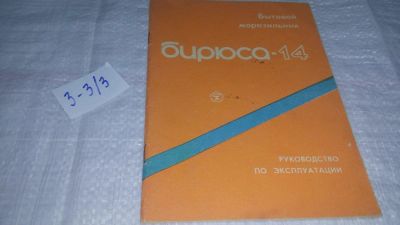 бытовой
морозильник
бирюса-14
РУКОВОДСТВО
ПО ЭКСПЛУАТАЦИИ
3-3/3